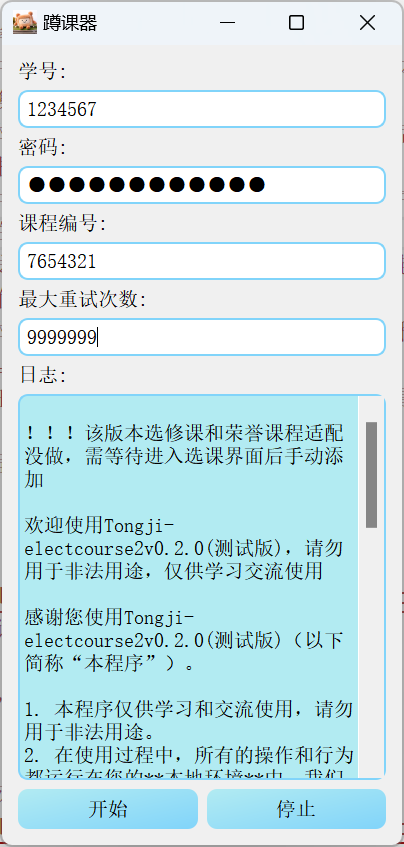 蹲课器
学号:
1234567
密码:
●●●●●●●●●●●●
课程编号:
7654321
最大重试次数:
9999999
日志:
！！！该版本选修课和荣誉课程适配
没做，需等待进入选课界面后手动添
加
欢迎使用Tongji-
electcourse2v0.2.0(测试版)，请勿
用于非法用途，仅供学习交流使用
感谢您使用Tongji-
electcourse2v0.2.0(测试版)（以下
简称“本程序”）。
1. 本程序仅供学习和交流使用，请勿
用于非法用途。
2. 在使用过程中，所有的操作和行为
都运行在您的**本地环境**中，我们
开始
停止